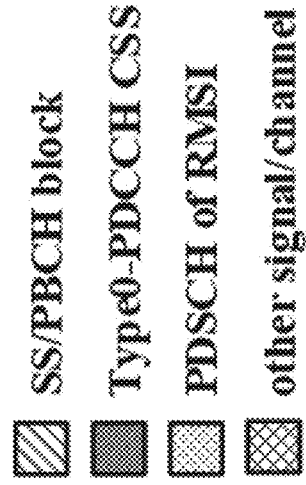 SS/PBCH block
Type0-PDCCH CSS
PDSCH of RMSI
other signal/channel